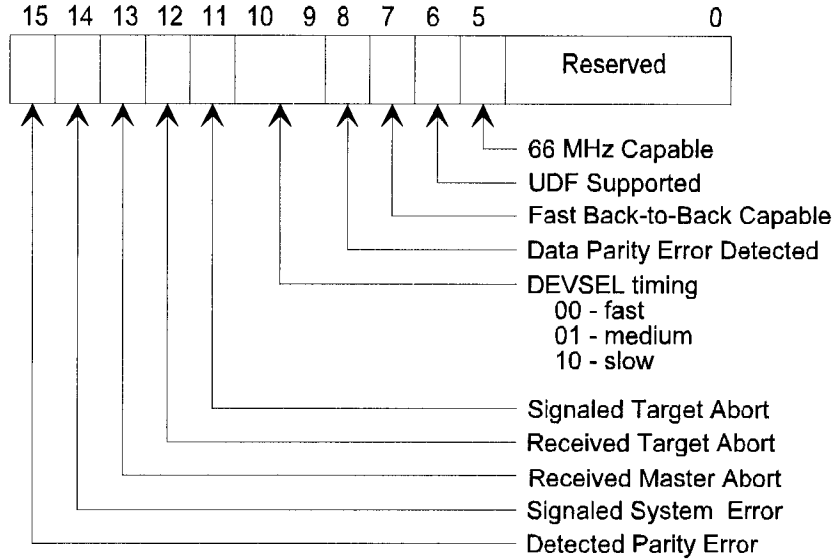 15 14 13 12 11 10 9 8 7 6 5 0
Reserved
66 MHz Capable
UDF Supported
Fast Back-to-Back Capable
Data Parity Error Detected
DEVSEL timing
00 - fast
01 - medium
10 - slow
Signaled Target Abort
Received Target Abort
Received Master Abort
Signaled System Error
Detected Parity Error